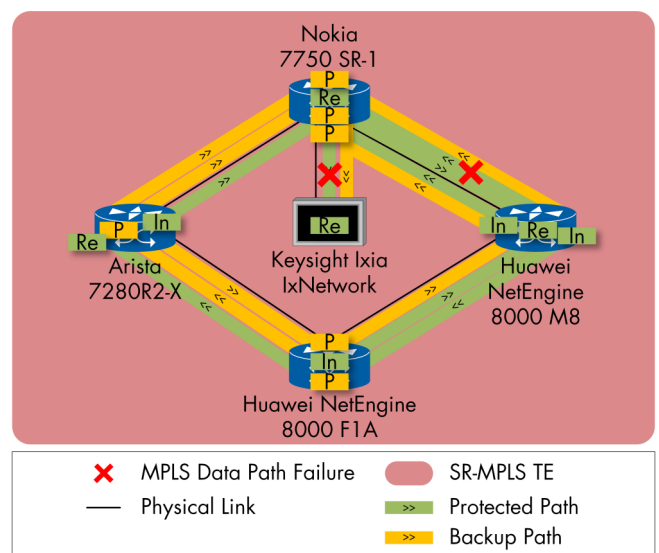 Nokia
7750 SR-1
P
Re
P
P
>>
>>
>>
>>
>>
>>
>>
>>
>>
In
P
Re
Re
In
Re
In
Arista
7280R2-X
Keysight Ixia
IxNetwork
Huawei
NetEngine
8000 M8
>>
>>
>>
>>
>>
P
In
P
Huawei NetEngine
8000 F1A
MPLS Data Path Failure
SR-MPLS TE
Physical Link
>> Protected Path
>> Backup Path